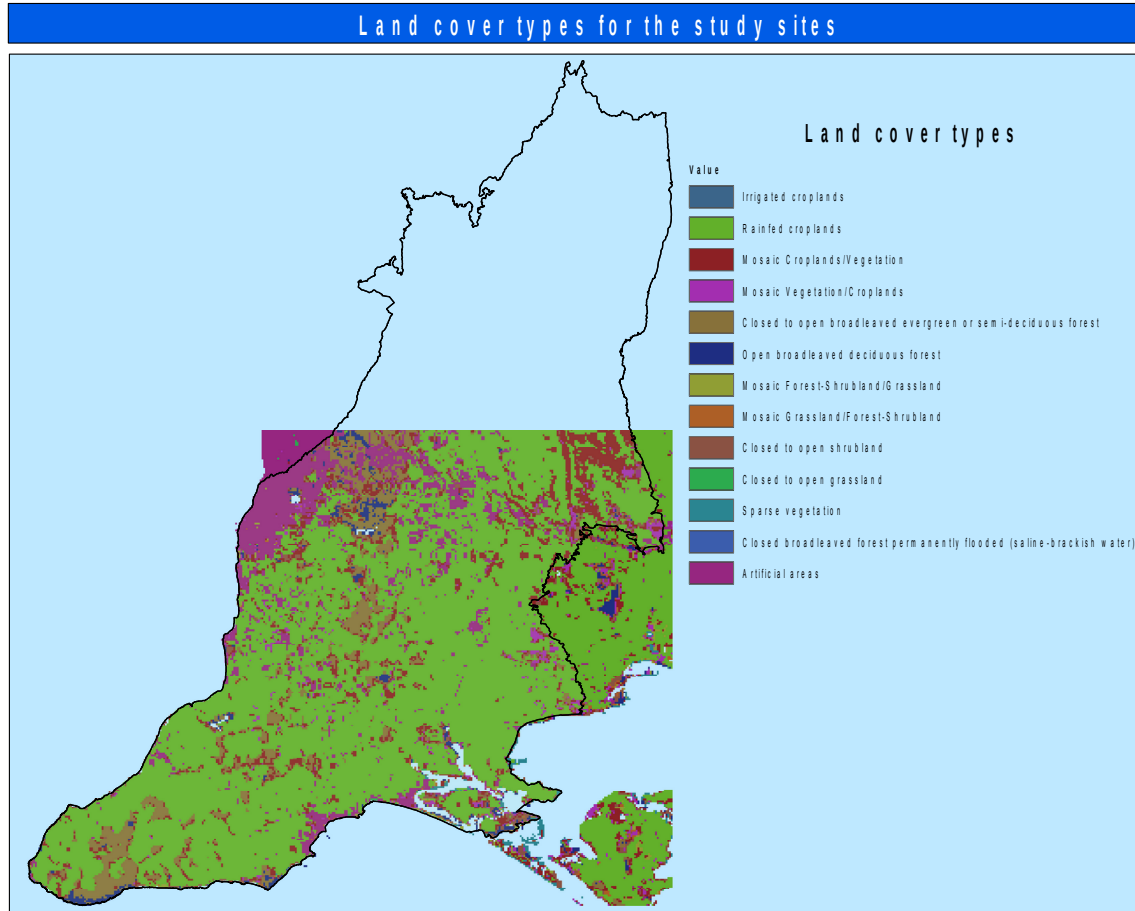 Land cover types for the study sites
Land cover types
Value
Irrigated croplands
Rainfed croplands
Mosaic Croplands/Vegetation
Mosaic Vegetation/Croplands
Closed to open broadleaved evergreen or semi-deciduous forest
Open broadleaved deciduous forest
Mosaic Forest-Shrubland/Grassland
Mosaic Grassland/Forest-Shrubland
Closed to open shrubland
Closed to open grassland
Sparse vegetation
Closed broadleaved forest permanently flooded (saline-brackish water)
Artificial areas